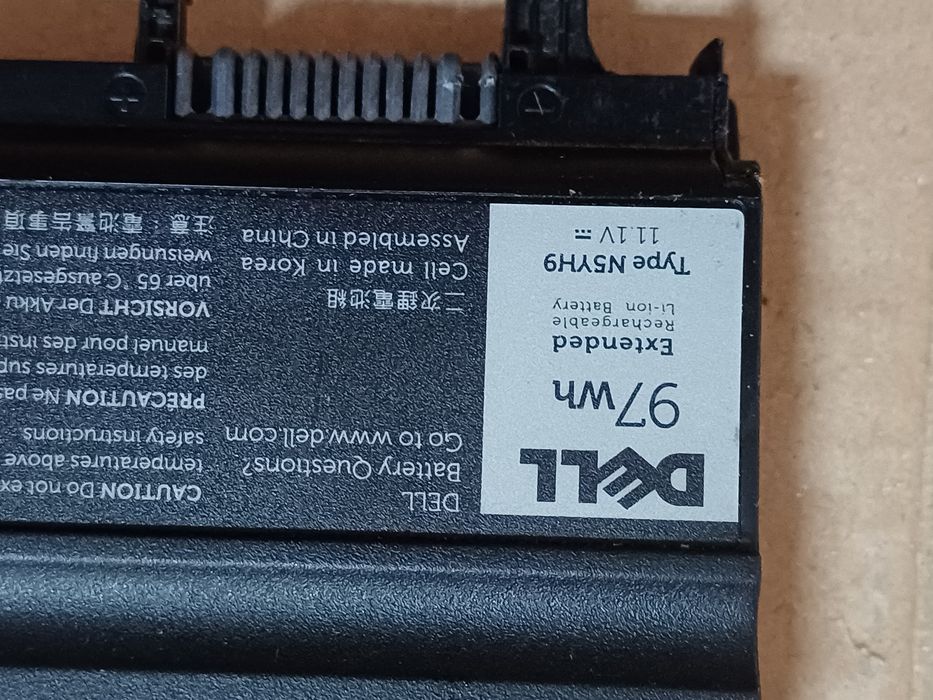 DELL
97Wh
Extended
Rechargeable
Li-ion Battery
Type N5YH9
11.1V ⎓
DELL
Battery Questions?
Go to www.dell.com
二次鋰電池組
Cell made in Korea
Assembled in China
CAUTION Do not ex
temperatures above
safety instructions
PRÉCAUTION Ne pas
des temperatures sup
manuel pour des inst
VORSICHT Der Akku
uber 65°C ausgesetz
weisungen finden Sie
注意：電池警告事項
+
-